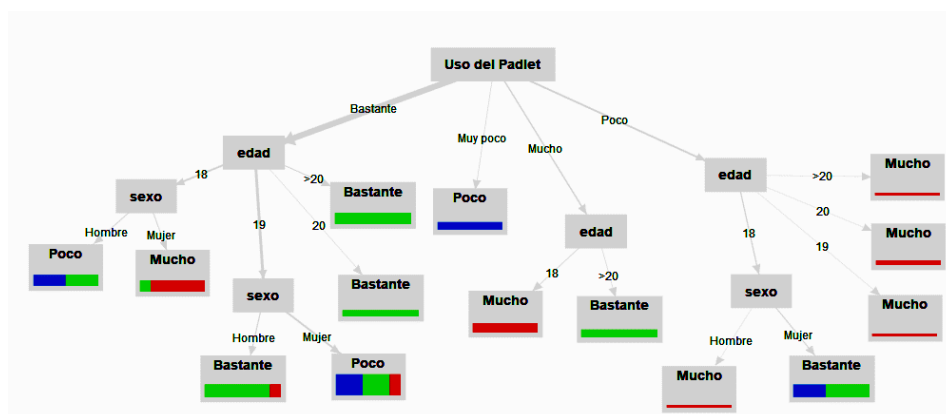 Uso del Padlet
Bastante
Muy poco
Mucho
Poco
edad
18
19
20
>20
sexo
Hombre
Mujer
Poco
Mucho
sexo
Hombre
Mujer
Bastante
Poco
Bastante
Bastante
Poco
edad
18
>20
Mucho
Bastante
edad
>20
20
19
18
Mucho
Mucho
Mucho
sexo
Hombre
Mujer
Mucho
Bastante